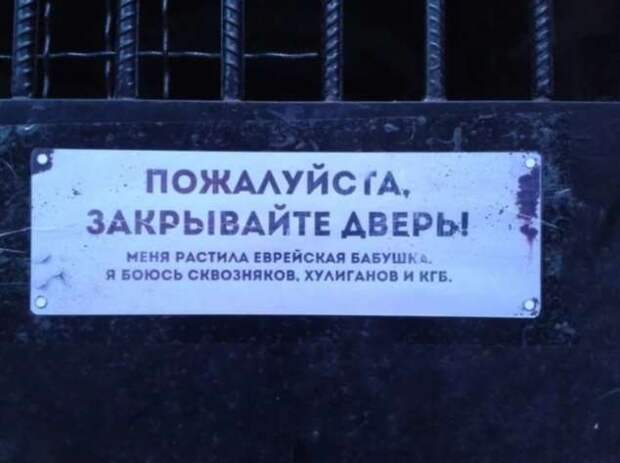 ПОЖАЛУЙСТА,
ЗАКРЫВАЙТЕ ДВЕРЬ!
МЕНЯ РАСТИЛА ЕВРЕЙСКАЯ БАБУШКА.
Я БОЮСЬ СКВОЗНЯКОВ, ХУЛИГАНОВ И КГБ.